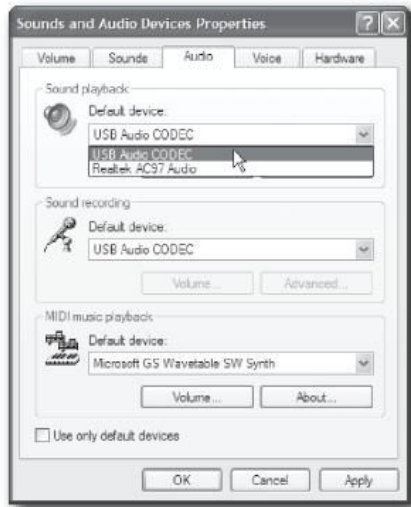 Sounds and Audio Devices Properties
Volume Sounds Audio Voice Hardware
Sound playback
Default device:
USB Audio CODEC
USB Audio CODEC
Realtek AC97 Audio
Sound recording
Default device:
USB Audio CODEC
Volume... Advanced...
MIDI music playback
Default device:
Microsoft GS Wavetable SW Synth
Volume... About...
Use only default devices
OK Cancel Apply